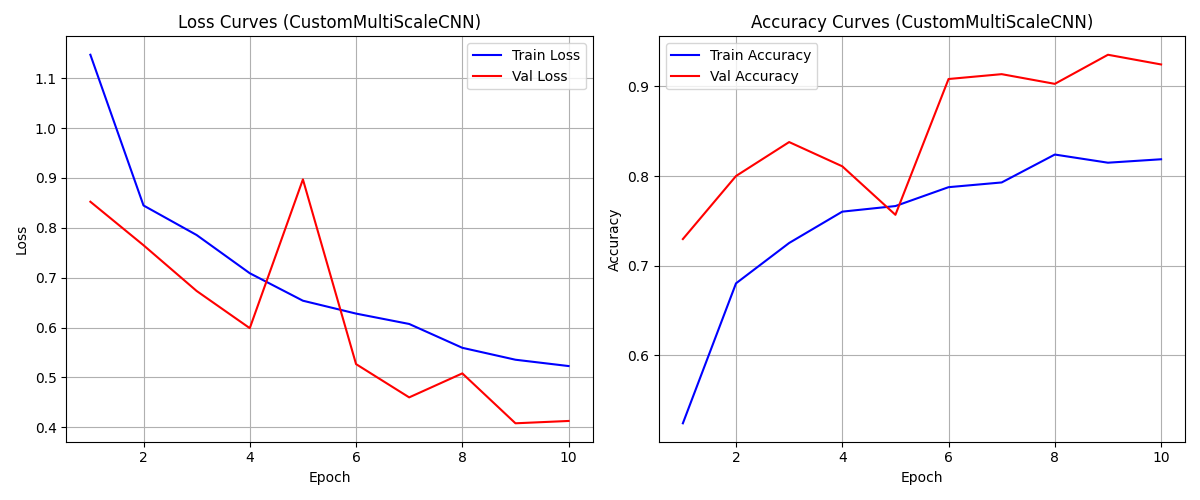 Loss Curves (CustomMultiScaleCNN)
Train Loss
Val Loss
1.1
1.0
0.9
0.8
0.7
0.6
0.5
0.4
Loss
2 4 6 8 10
Epoch
Accuracy Curves (CustomMultiScaleCNN)
Train Accuracy
Val Accuracy
0.9
0.8
0.7
0.6
Accuracy
2 4 6 8 10
Epoch